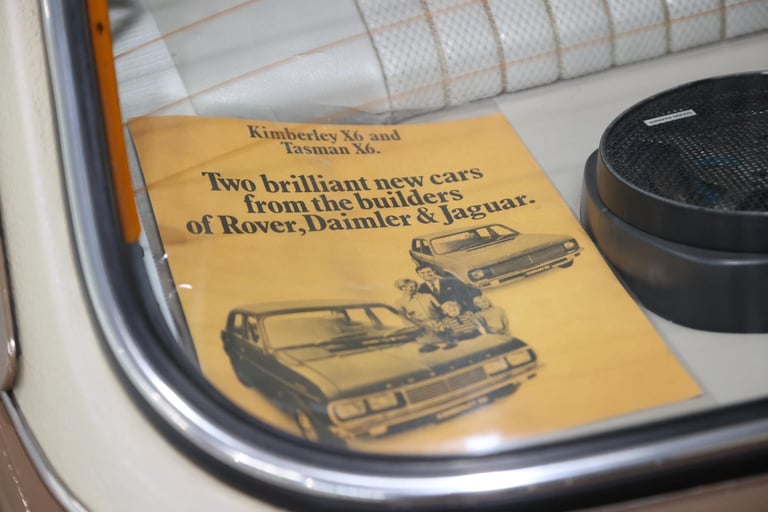 Kimberley X6 and
Tasman X6.
Two brilliant new cars
from the builders
of Rover, Daimler & Jaguar.